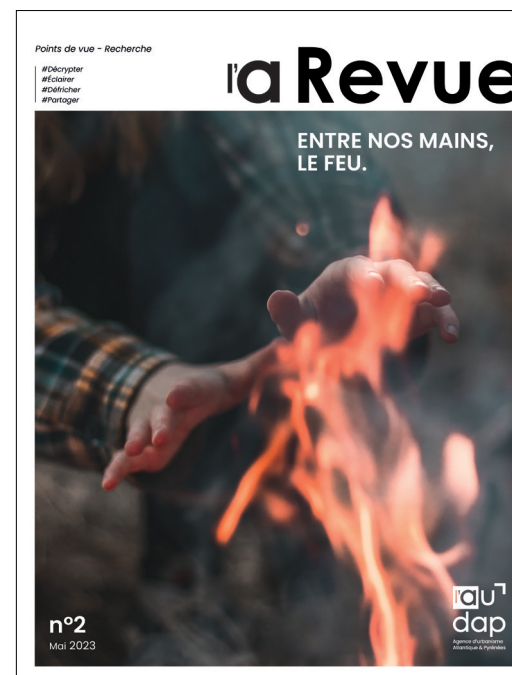 Points de vue - Recherche
#Décrypter
#Éclairer
#Défricher
#Partager
l'a Revue
ENTRE NOS MAINS,
LE FEU.
n°2
Mai 2023
l'au
dap
Agence d'urbanisme
Atlantique & Pyrénées